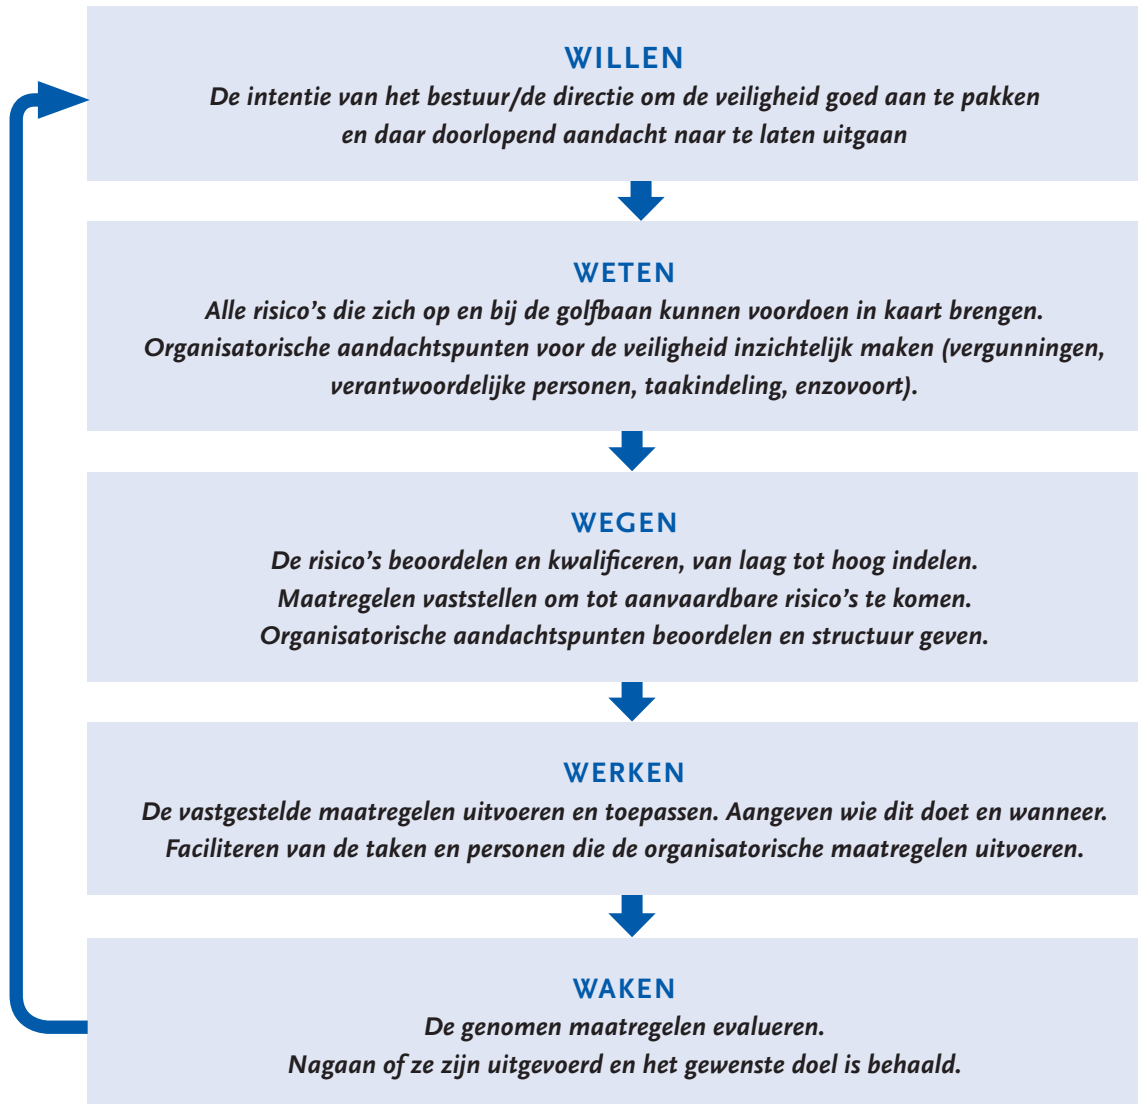 WILLEN
De intentie van het bestuur/de directie om de veiligheid goed aan te pakken
en daar doorlopend aandacht naar te laten uitgaan
WETEN
Alle risico's die zich op en bij de golfbaan kunnen voordoen in kaart brengen.
Organisatorische aandachtspunten voor de veiligheid inzichtelijk maken (vergunningen,
verantwoordelijke personen, taakindeling, enzovoort).
WEGEN
De risico's beoordelen en kwalificeren, van laag tot hoog indelen.
Maatregelen vaststellen om tot aanvaardbare risico's te komen.
Organisatorische aandachtspunten beoordelen en structuur geven.
WERKEN
De vastgestelde maatregelen uitvoeren en toepassen. Aangeven wie dit doet en wanneer.
Faciliteren van de taken en personen die de organisatorische maatregelen uitvoeren.
WAKEN
De genomen maatregelen evalueren.
Nagaan of ze zijn uitgevoerd en het gewenste doel is behaald.